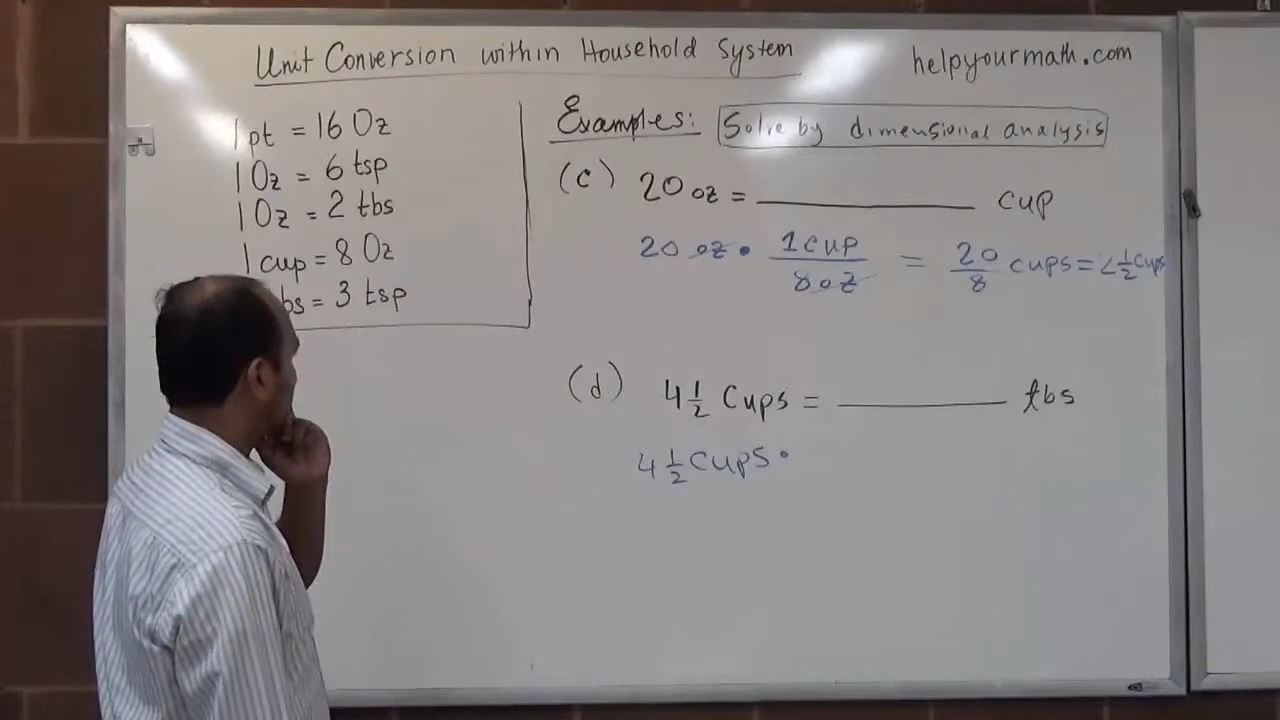 Unit Conversion within Household System
helpyourmath.com
1 pt = 16 Oz
1 Oz = 6 tsp
1 Oz = 2 tbs
1 cup = 8 Oz
bs = 3 tsp
Examples: Solve by dimensional analysis
(c) 20 oz = __________ cup
20 oz • 1 cup / 8 oz = 20/8 cups = 2 1/2 cups
(d) 4 1/2 Cups = __________ tbs
4 1/2 cups •